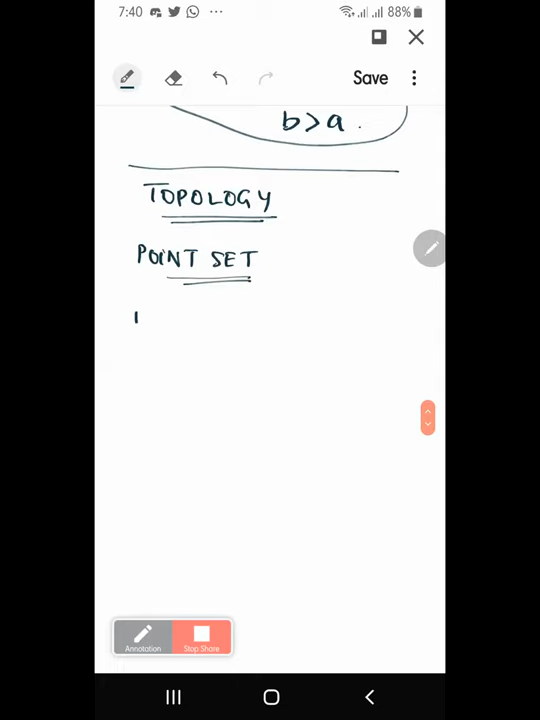 7:40 88%
Save
b > a .
TOPOLOGY
POINT SET
Annotation Stop Share